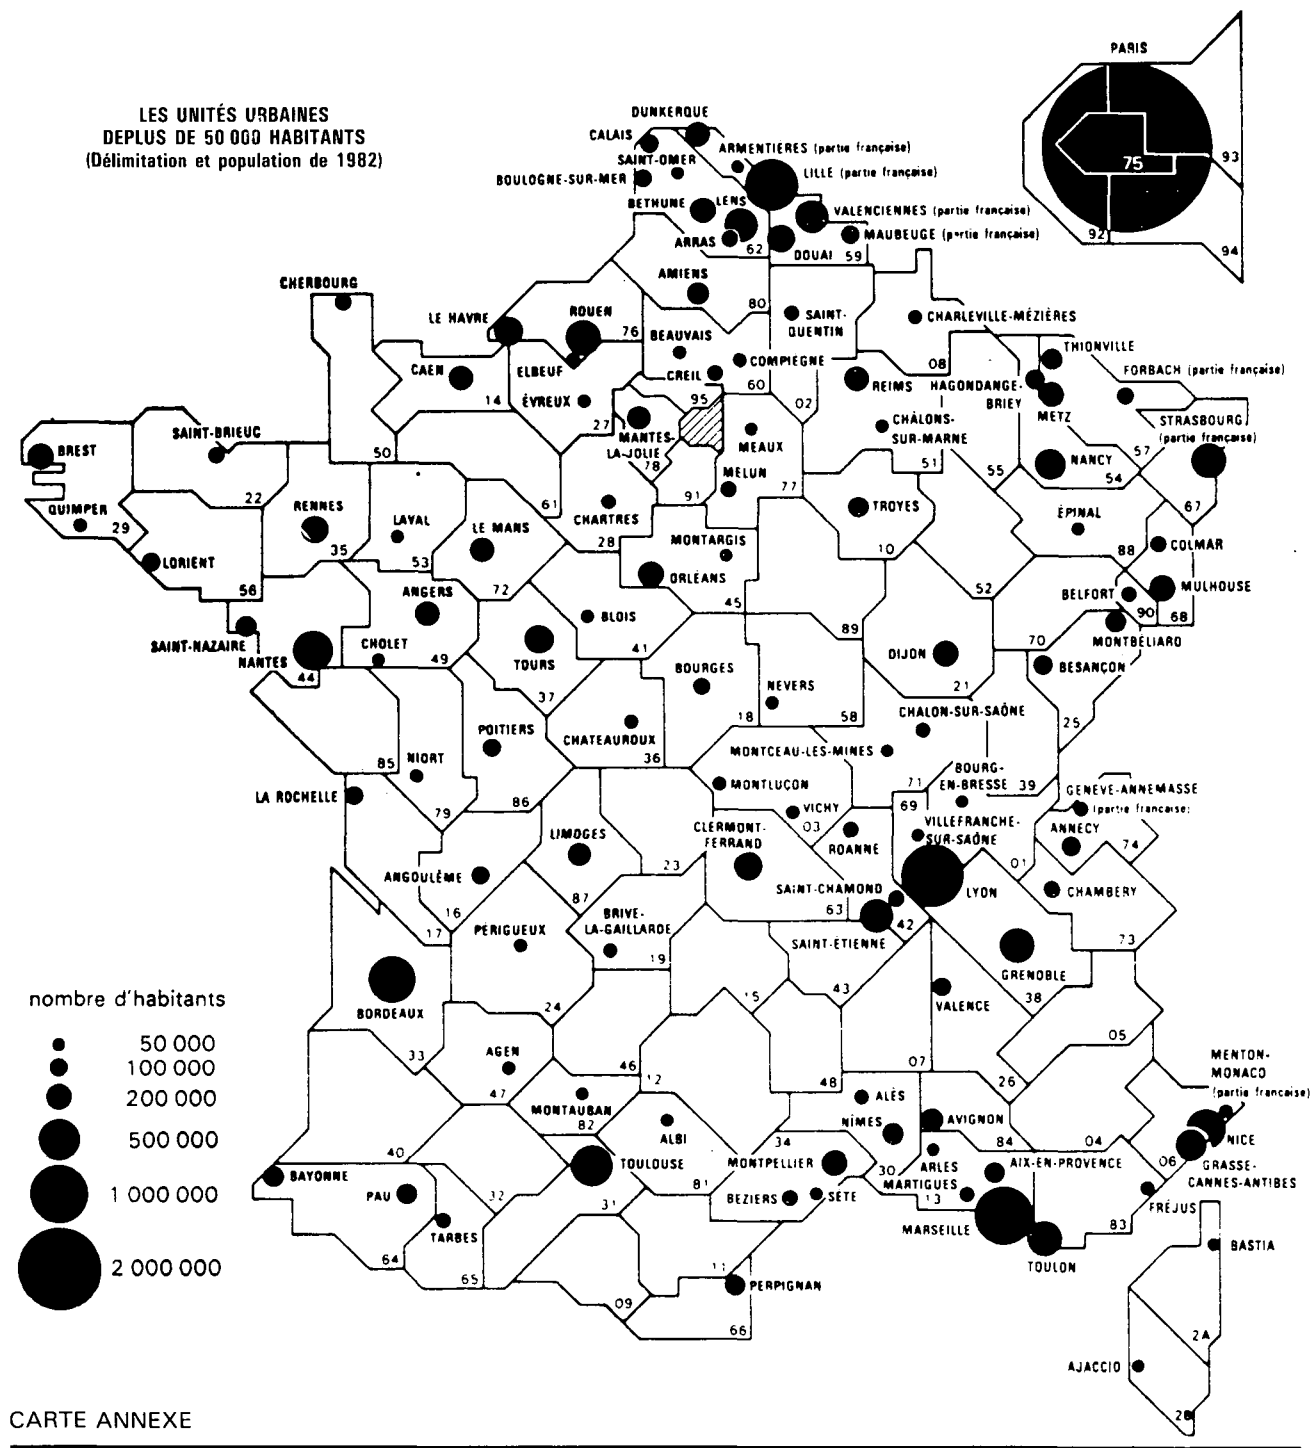 PARIS
75
93
92
94
LES UNITÉS URBAINES
DEPLUS DE 50 000 HABITANTS
(Délimitation et population de 1982)
DUNKERQUE
CALAIS
ARMENTIERES (partie française)
SAINT-OMER
LILLE (partie française)
BOULOGNE-SUR-MER
BETHUNE
LENS
VALENCIENNES (partie française)
ARRAS
MAUBEUGE (partie française)
62
DOUAI
59
AMIENS
CHERBOURG
80
LE HAVRE
ROUEN
76
SAINT-
QUENTIN
CHARLEVILLE-MÉZIÈRES
BEAUVAIS
COMPIEGNE
THIONVILLE
CAEN
ELBEUF
CREIL
60
08
REIMS
HAGONDANGE-
BRIEY
FORBACH (partie française)
METZ
14
ÉVREUX
27
95
02
CHÂLONS-
SUR-MARNE
STRASBOURG
(partie française)
MANTES-
LA-JOLIE
MEAUX
BREST
SAINT-BRIEUC
50
78
MELUN
51
55
NANCY
57
54
22
61
91
77
TROYES
67
QUIMPER
29
RENNES
35
LAVAL
LE MANS
CHARTRES
28
MONTARGIS
10
ÉPINAL
88
COLMAR
LORIENT
56
53
72
ORLÉANS
45
52
BELFORT
MULHOUSE
90
68
ANGERS
BLOIS
89
70
MONTBÉLIARD
SAINT-NAZAIRE
NANTES
44
CHOLET
49
TOURS
41
BOURGES
DIJON
21
BESANÇON
37
NEVERS
18
58
CHALON-SUR-SAÔNE
25
POITIERS
CHATEAUROUX
36
MONTCEAU-LES-MINES
85
NIORT
MONTLUÇON
71
BOURG-
EN-BRESSE
39
GENÈVE-ANNEMASSE
(partie française)
LA ROCHELLE
79
86
VICHY
03
69
VILLEFRANCHE-
SUR-SAÔNE
ANNECY
74
LIMOGES
CLERMONT-
FERRAND
ROANNE
01
ANGOULÊME
23
LYON
CHAMBERY
SAINT-CHAMOND
16
87
63
42
17
PÉRIGUEUX
BRIVE-
LA-GAILLARDE
19
SAINT-ÉTIENNE
73
GRENOBLE
BORDEAUX
24
15
43
VALENCE
38
33
05
AGEN
46
07
47
12
48
26
MONTAUBAN
82
ALÈS
MENTON-
MONACO
(partie française)
ALBI
NÎMES
AVIGNON
34
84
04
NICE
40
TOULOUSE
MONTPELLIER
30
ARLES
AIX-EN-PROVENCE
06
GRASSE-
CANNES-ANTIBES
BAYONNE
PAU
32
81
MARTIGUES
BEZIERS
SÈTE
13
FRÉJUS
31
TARBES
MARSEILLE
83
64
TOULON
BASTIA
65
11
PERPIGNAN
09
66
2A
AJACCIO
2B
nombre d'habitants
50 000
100 000
200 000
500 000
1 000 000
2 000 000
CARTE ANNEXE